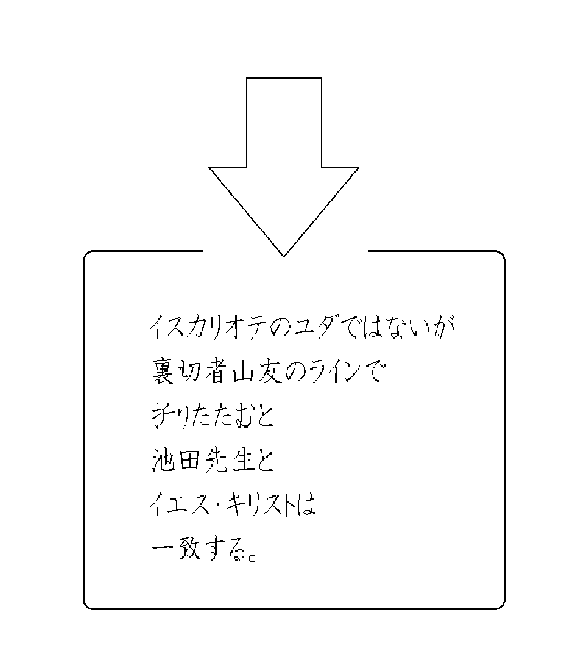 イスカリオテのユダではないが
裏切者山友のラインで
折りたたむと
池田先生と
イエス・キリストは
一致する。